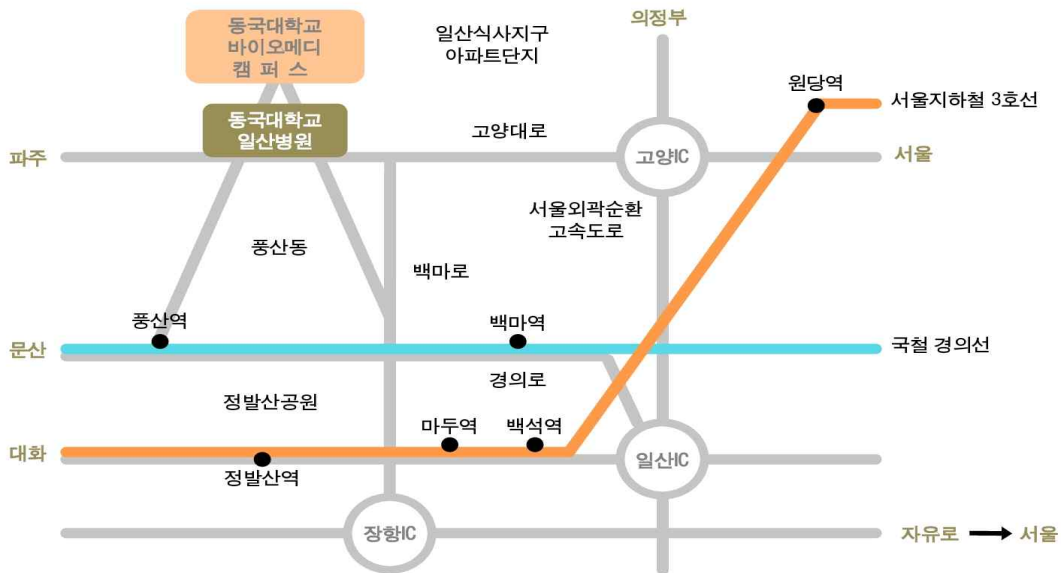 동국대학교
바이오메디
캠 퍼 스
일산식사지구
아파트단지
의정부
원당역
서울지하철 3호선
동국대학교
일산병원
고양대로
파주
고양IC
서울
서울외곽순환
고속도로
풍산동
백마로
풍산역
백마역
문산
국철 경의선
경의로
정발산공원
마두역
백석역
대화
일산IC
정발산역
장항IC
자유로 → 서울